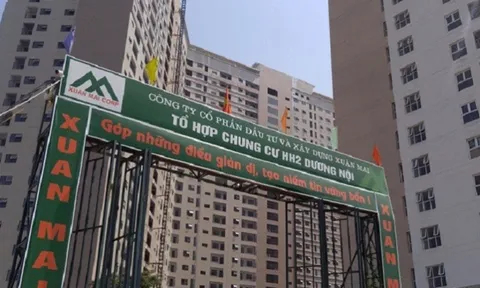 XUAN MAI CORP
CÔNG TY CỔ PHẦN ĐẦU TƯ VÀ XÂY DỰNG XUÂN MAI
TỔ HỢP CHUNG CƯ HH2 DƯƠNG NỘI
Góp những điều giản dị, tạo niềm tin vững bền!
XUAN MAI
XUAN MAI